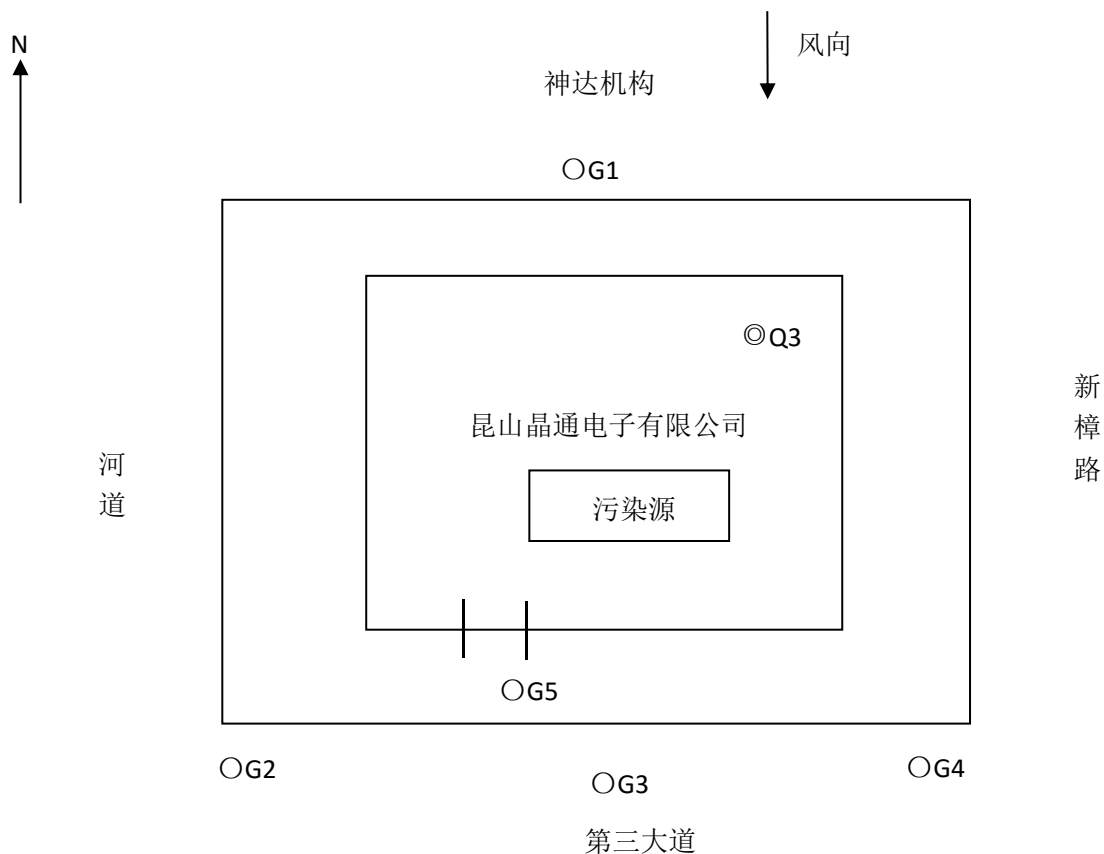 N
风向
神达机构
○G1
◎Q3
昆山晶通电子有限公司
新樟路
河道
污染源
○G5
○G2
○G3
○G4
第三大道